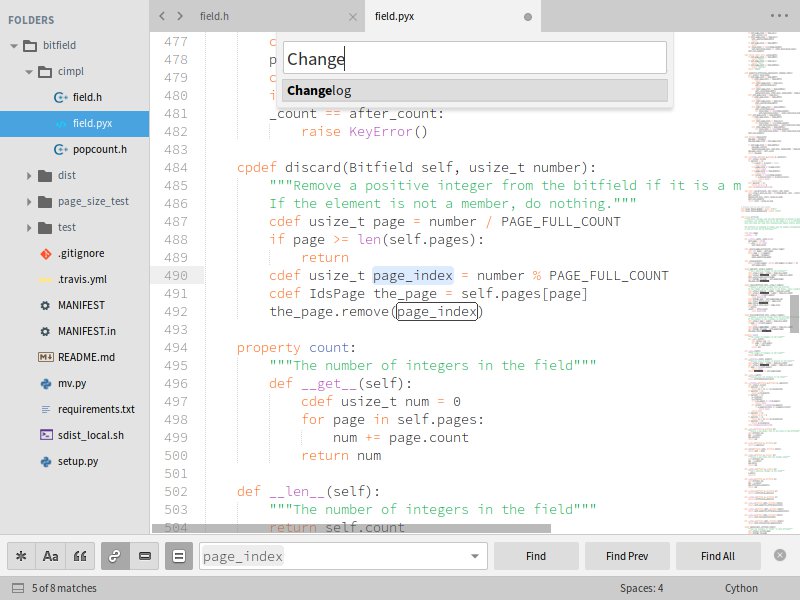 FOLDERS
bitfield
cimpl
field.h
field.pyx
popcount.h
dist
page_size_test
test
.gitignore
.travis.yml
MANIFEST
MANIFEST.in
README.md
mv.py
requirements.txt
sdist_local.sh
setup.py
field.h
field.pyx
Change
Changelog
477 c
478 p
479 c
480 i
481 _count == after_count:
482 raise KeyError()
483
484 cpdef discard(Bitfield self, usize_t number):
485 """Remove a positive integer from the bitfield if it is a m
486 If the element is not a member, do nothing."""
487 cdef usize_t page = number / PAGE_FULL_COUNT
488 if page >= len(self.pages):
489 return
490 cdef usize_t page_index = number % PAGE_FULL_COUNT
491 cdef IdsPage the_page = self.pages[page]
492 the_page.remove(page_index)
493
494 property count:
495 """The number of integers in the field"""
496 def __get__(self):
497 cdef usize_t num = 0
498 for page in self.pages:
499 num += page.count
500 return num
501
502 def __len__(self):
503 """The number of integers in the field"""
504 return self.count
Aa
page_index
Find
Find Prev
Find All
5 of 8 matches
Spaces: 4
Cython